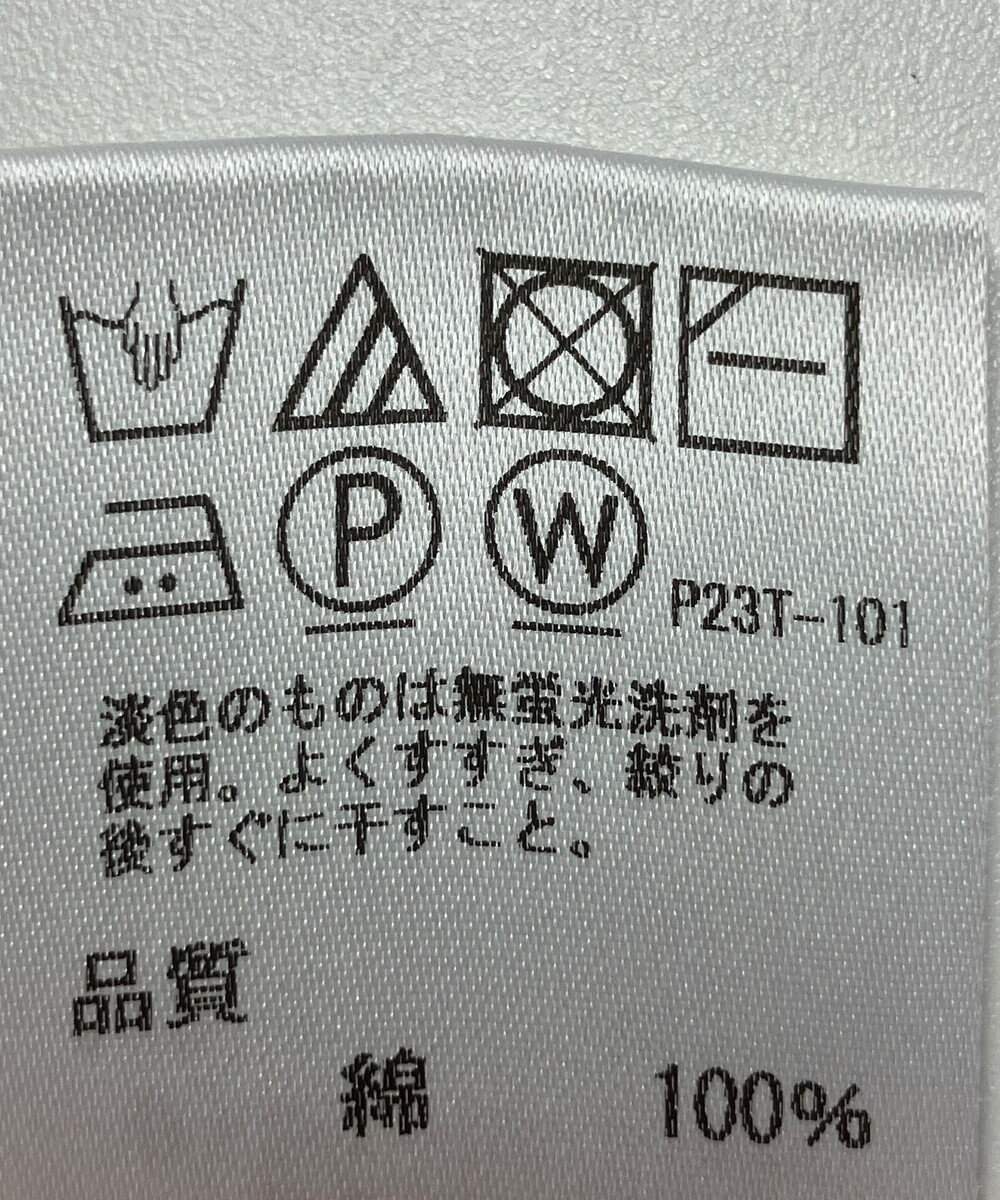 P
W
P23T-101
淡色のものは無蛍光洗剤を
使用。よくすすぎ、絞りの
後すぐに干すこと。
品質
綿 100%